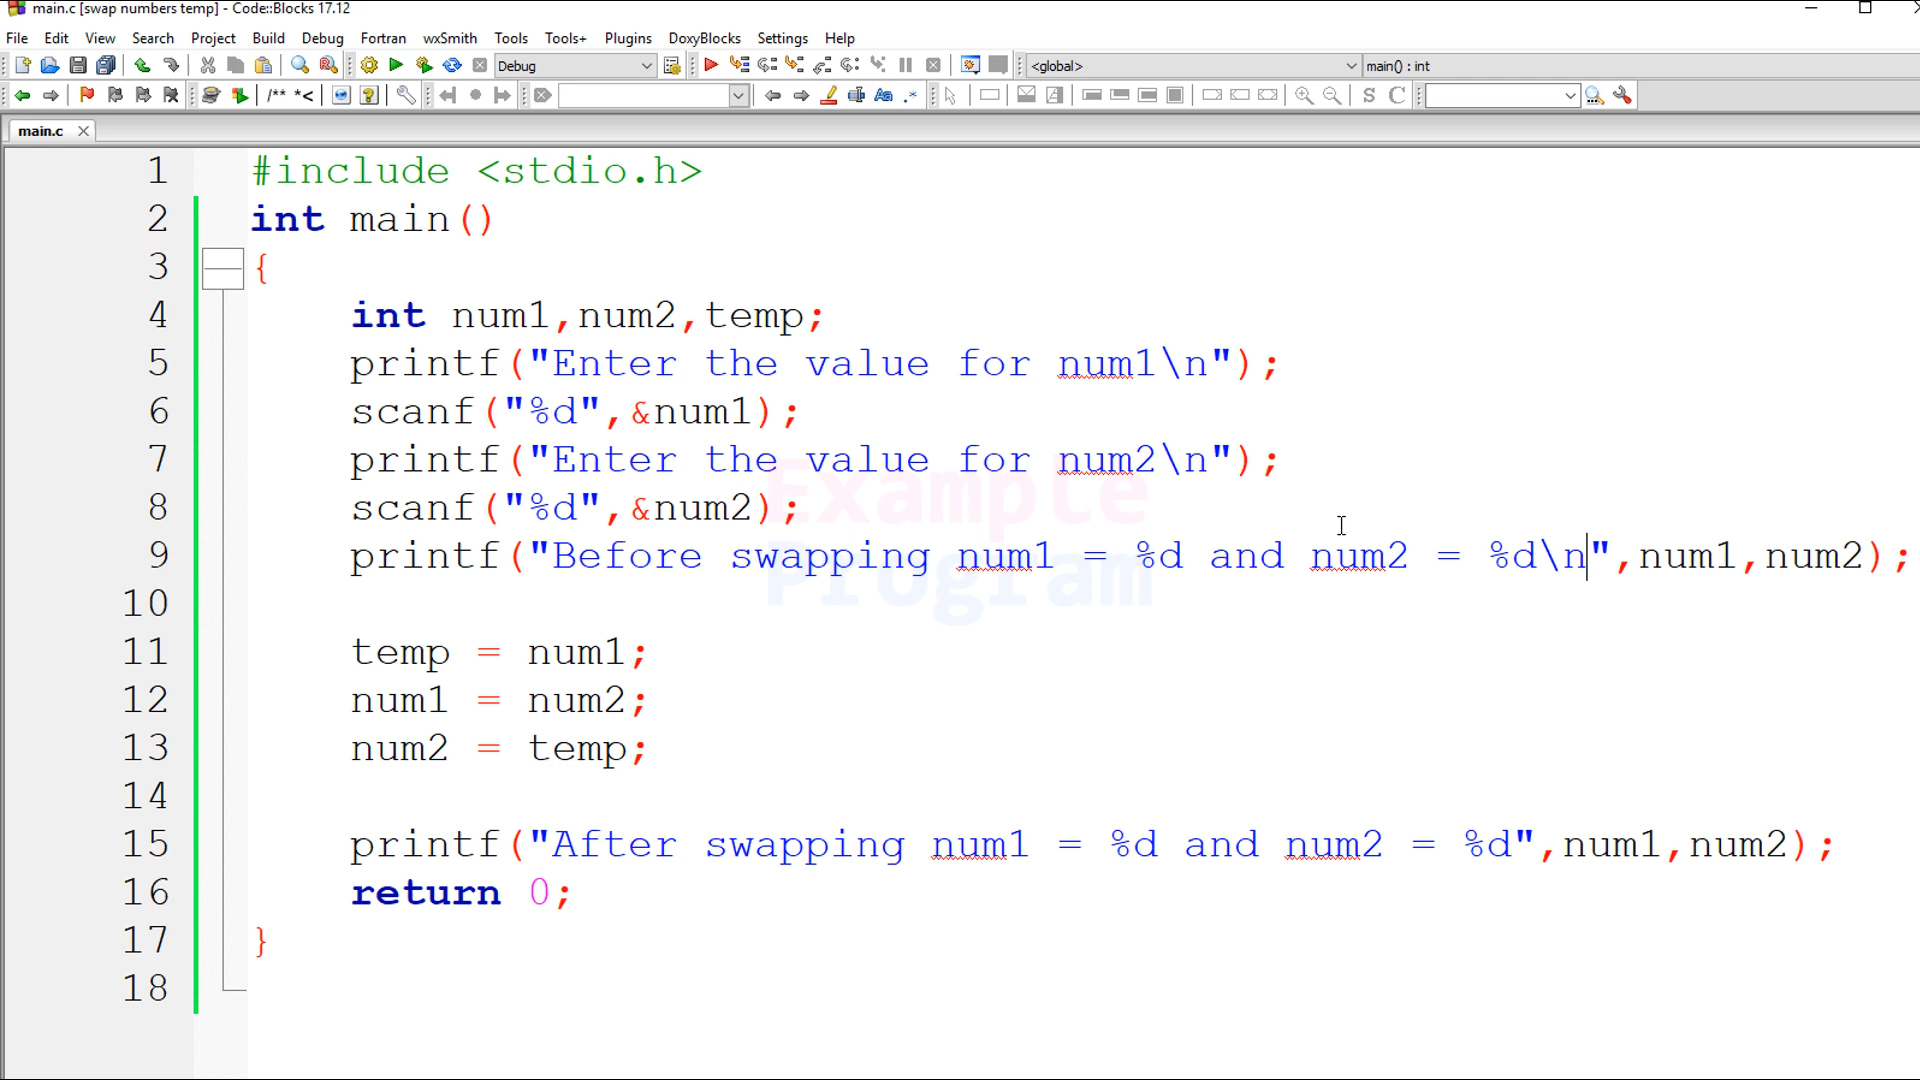 main.c [swap numbers temp] - Code::Blocks 17.12
File Edit View Search Project Build Debug Fortran wxSmith Tools Tools+ Plugins DoxyBlocks Settings Help
Debug <global> main() : int
/** *< Aa .* S C
main.c
1 #include <stdio.h>
2 int main()
3 {
4 int num1,num2,temp;
5 printf("Enter the value for num1\n");
6 scanf("%d",&num1);
7 printf("Enter the value for num2\n");
8 scanf("%d",&num2);
9 printf("Before swapping num1 = %d and num2 = %d\n",num1,num2);
10
11 temp = num1;
12 num1 = num2;
13 num2 = temp;
14
15 printf("After swapping num1 = %d and num2 = %d",num1,num2);
16 return 0;
17 }
18
Example
Program